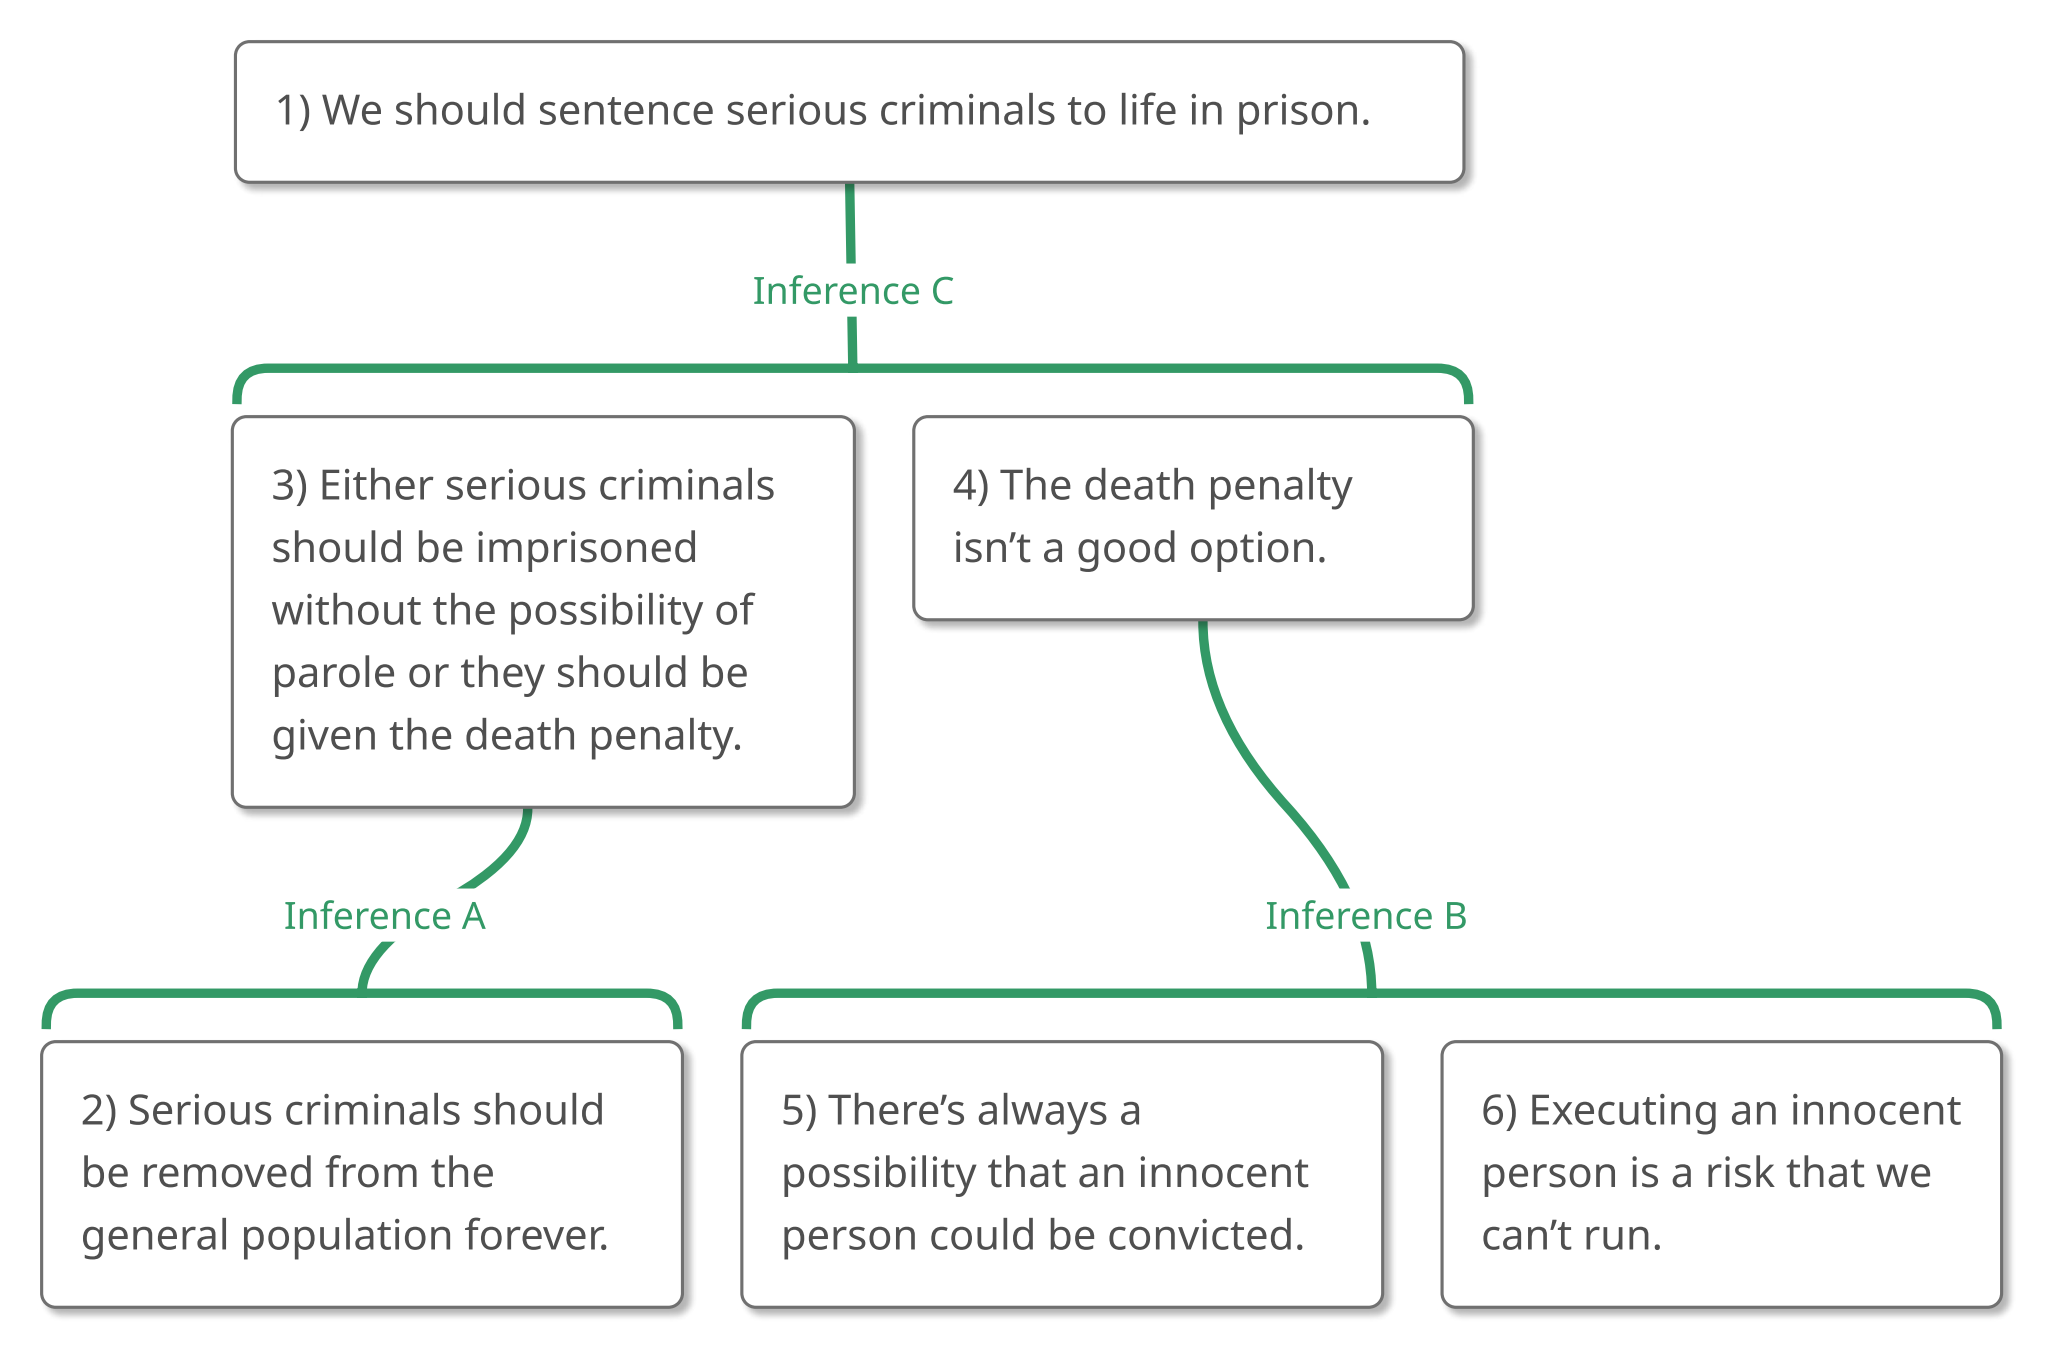 1) We should sentence serious criminals to life in prison.
Inference C
3) Either serious criminals
should be imprisoned
without the possibility of
parole or they should be
given the death penalty.
4) The death penalty
isn’t a good option.
Inference A
Inference B
2) Serious criminals should
be removed from the
general population forever.
5) There’s always a
possibility that an innocent
person could be convicted.
6) Executing an innocent
person is a risk that we
can’t run.